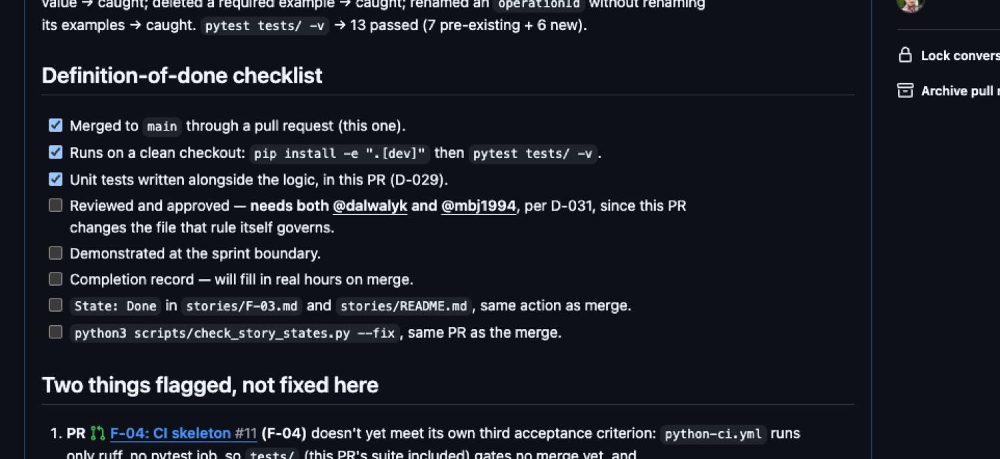 value → caught; deleted a required example → caught; renamed an operationId without renaming
its examples → caught. pytest tests/ -v → 13 passed (7 pre-existing + 6 new).
Definition-of-done checklist
Merged to main through a pull request (this one).
Runs on a clean checkout: pip install -e ".[dev]" then pytest tests/ -v.
Unit tests written alongside the logic, in this PR (D-029).
Reviewed and approved — needs both @dalwalyk and @mbj1994, per D-031, since this PR
changes the file that rule itself governs.
Demonstrated at the sprint boundary.
Completion record — will fill in real hours on merge.
State: Done in stories/F-03.md and stories/README.md, same action as merge.
python3 scripts/check_story_states.py --fix, same PR as the merge.
Two things flagged, not fixed here
1. PR F-04: CI skeleton #11 (F-04) doesn't yet meet its own third acceptance criterion: python-ci.yml runs
only ruff, no pytest job, so tests/ (this PR's suite included) gates no merge yet, and
Lock convers
Archive pull r